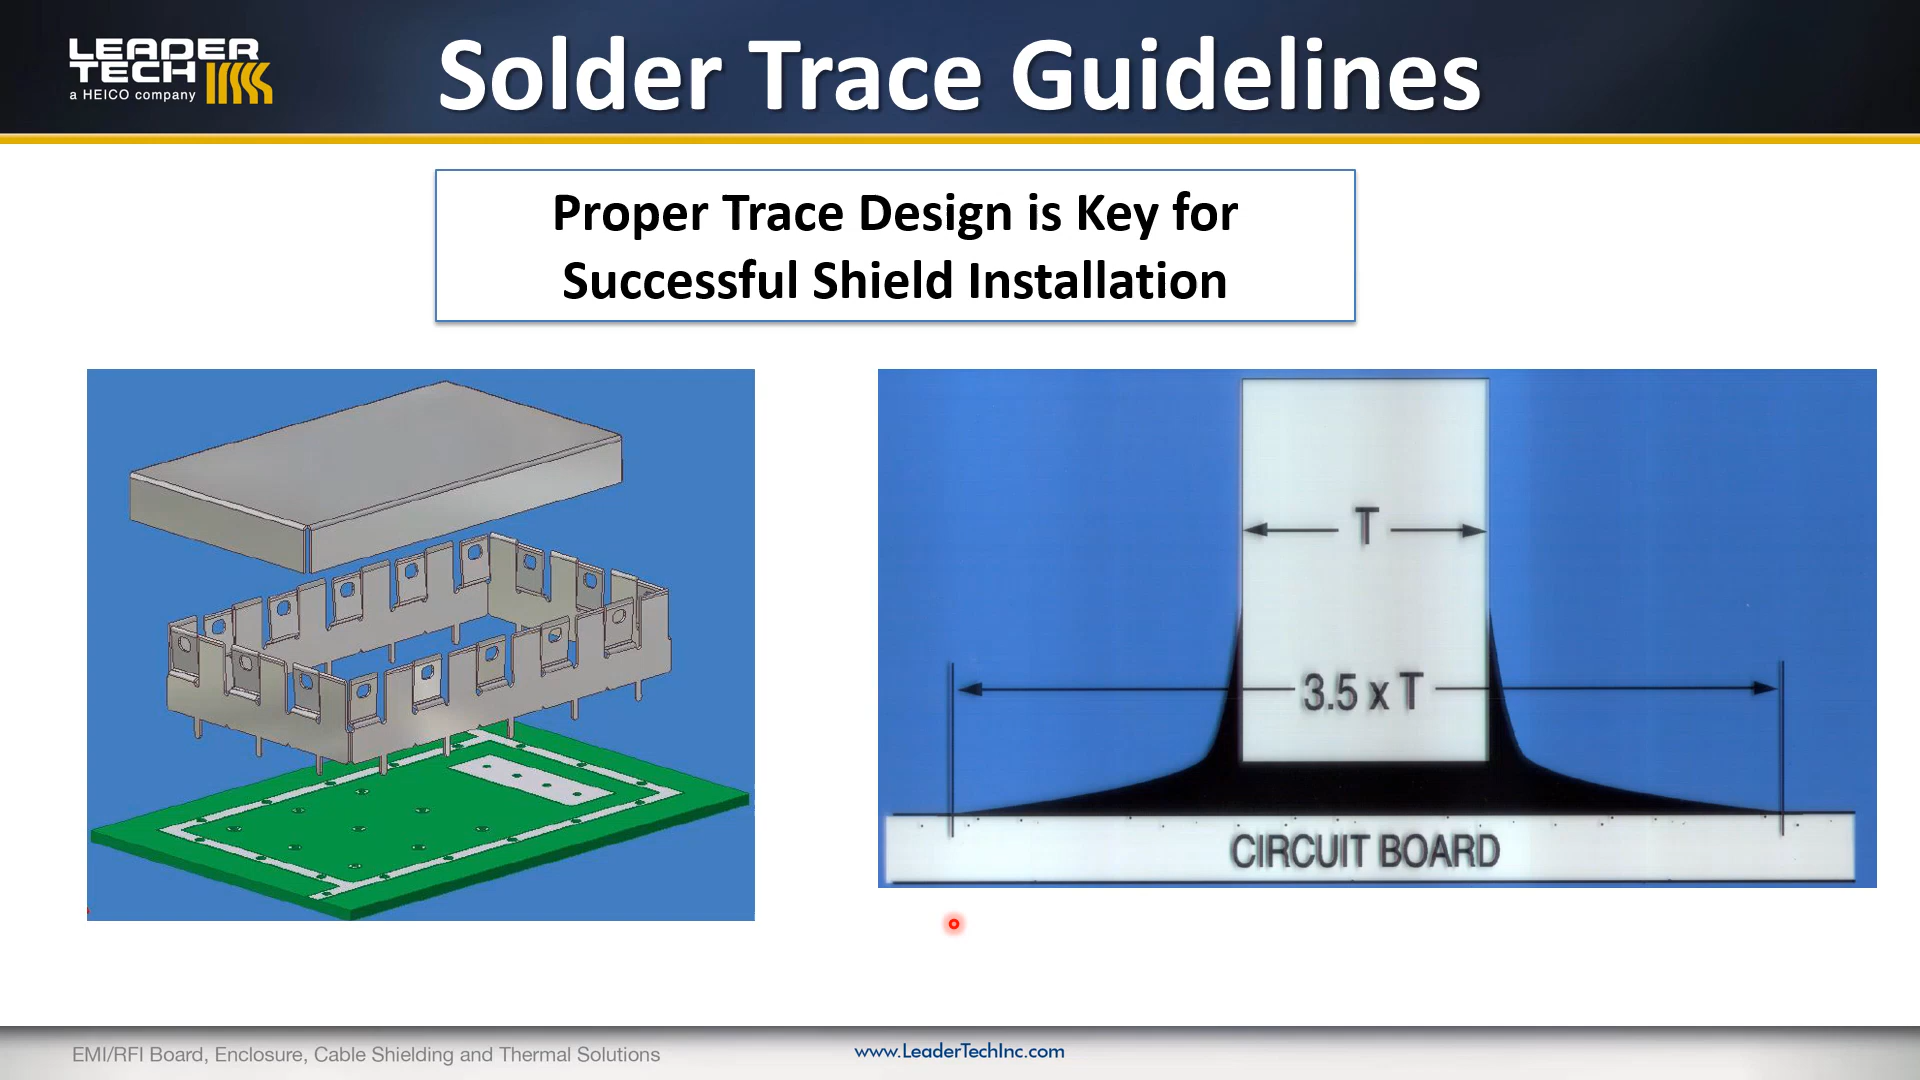 LEADER
TECH
a HEICO company
Solder Trace Guidelines
Proper Trace Design is Key for
Successful Shield Installation
T
3.5 x T
CIRCUIT BOARD
EMI/RFI Board, Enclosure, Cable Shielding and Thermal Solutions
www.LeaderTechInc.com